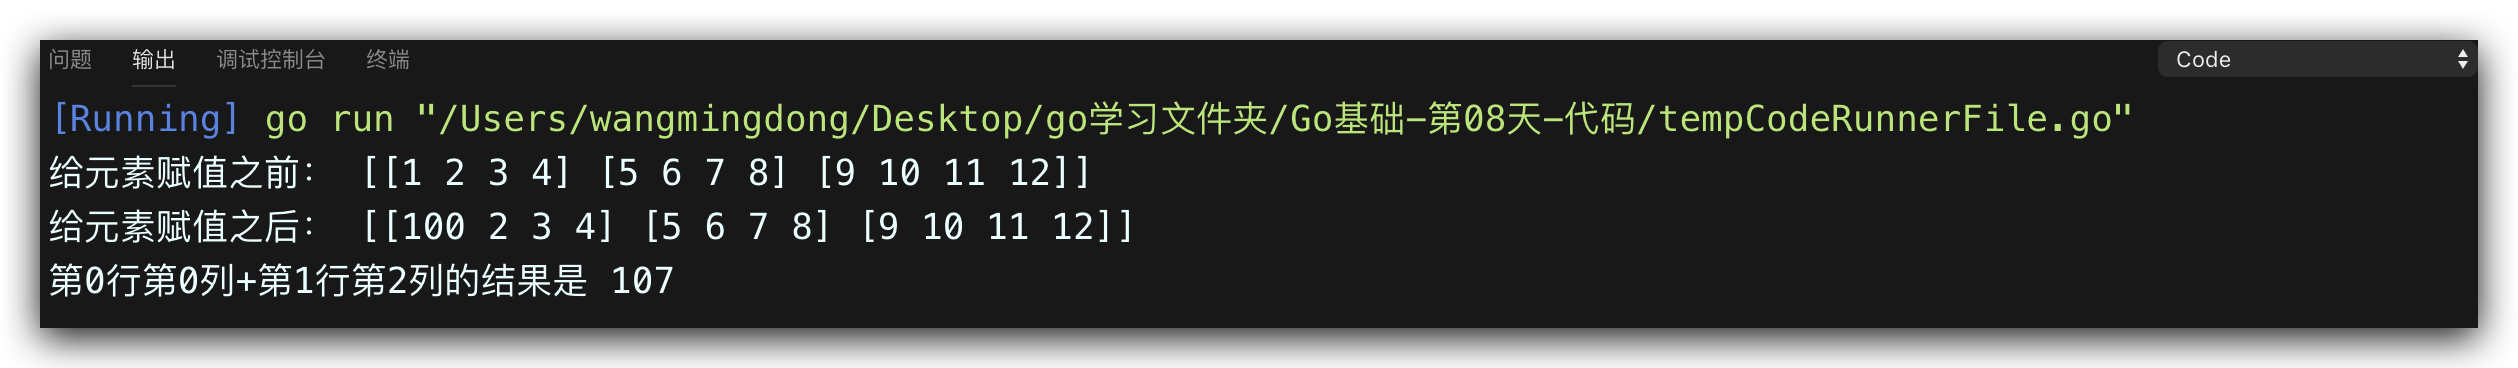 问题 输出 调试控制台 终端 Code
[Running] go run "/Users/wangmingdong/Desktop/go学习文件夹/Go基础-第08天-代码/tempCodeRunnerFile.go"
给元素赋值之前： [[1 2 3 4] [5 6 7 8] [9 10 11 12]]
给元素赋值之后： [[100 2 3 4] [5 6 7 8] [9 10 11 12]]
第0行第0列+第1行第2列的结果是 107